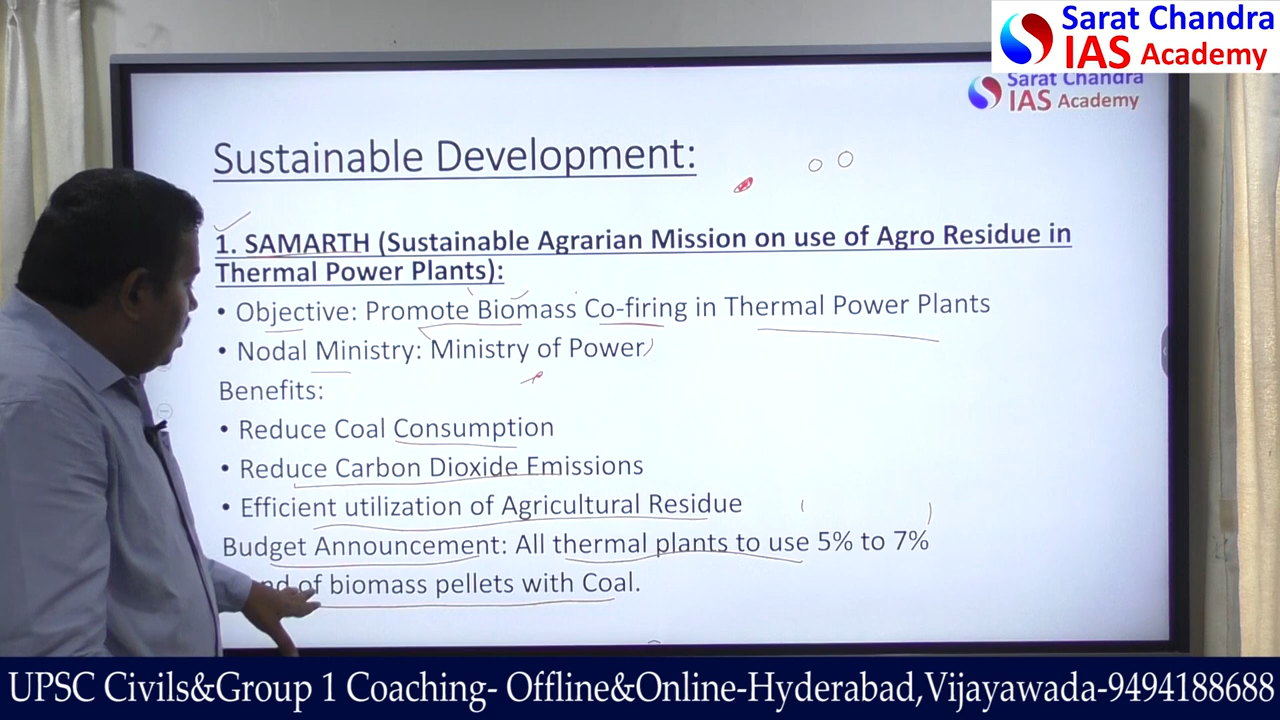 Sarat Chandra
IAS Academy
Sarat Chandra
IAS Academy
Sustainable Development:
1. SAMARTH (Sustainable Agrarian Mission on use of Agro Residue in
Thermal Power Plants):
• Objective: Promote Biomass Co-firing in Thermal Power Plants
• Nodal Ministry: Ministry of Power
Benefits:
• Reduce Coal Consumption
• Reduce Carbon Dioxide Emissions
• Efficient utilization of Agricultural Residue
Budget Announcement: All thermal plants to use 5% to 7%
of biomass pellets with Coal.
UPSC Civils&Group 1 Coaching- Offline&Online-Hyderabad,Vijayawada-9494188688